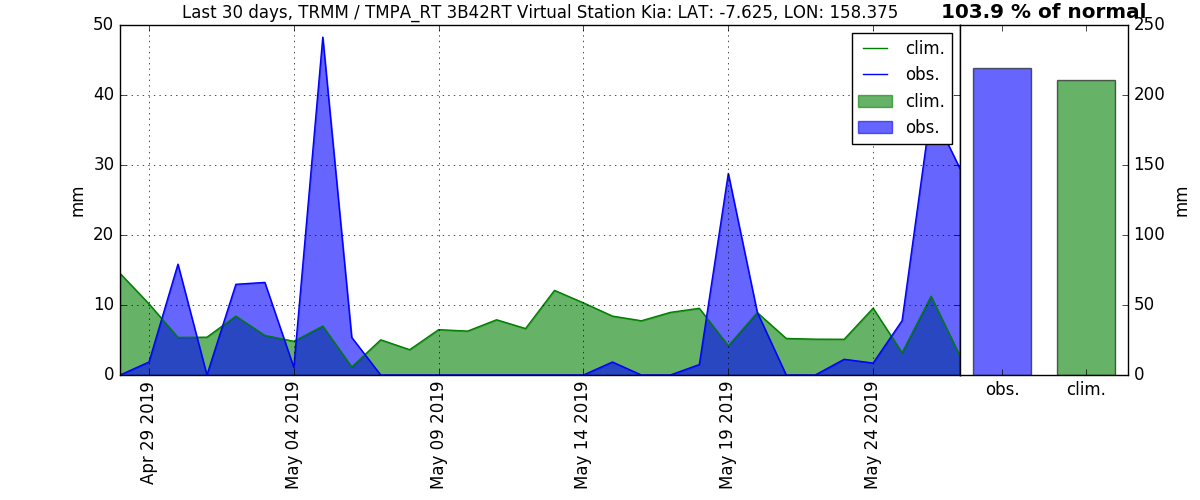 Last 30 days, TRMM / TMPA_RT 3B42RT Virtual Station Kia: LAT: -7.625, LON: 158.375
103.9 % of normal
50
40
30
20
10
0
mm
clim.
obs.
clim.
obs.
250
200
150
100
50
0
mm
Apr 29 2019
May 04 2019
May 09 2019
May 14 2019
May 19 2019
May 24 2019
obs.
clim.